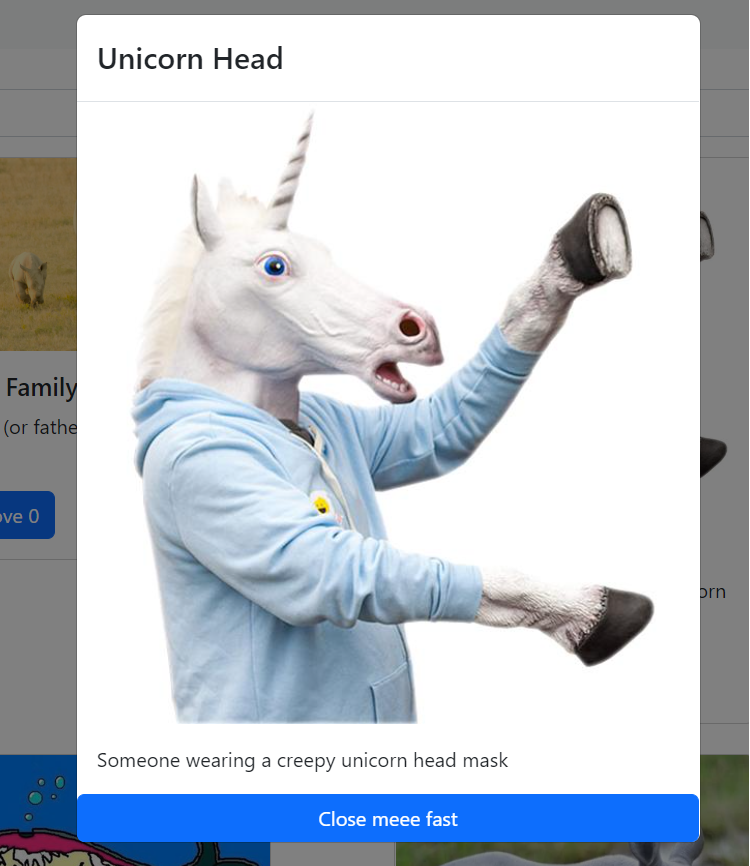 Unicorn Head
Family
(or fathe
ove 0
orn
Someone wearing a creepy unicorn head mask
Close meee fast